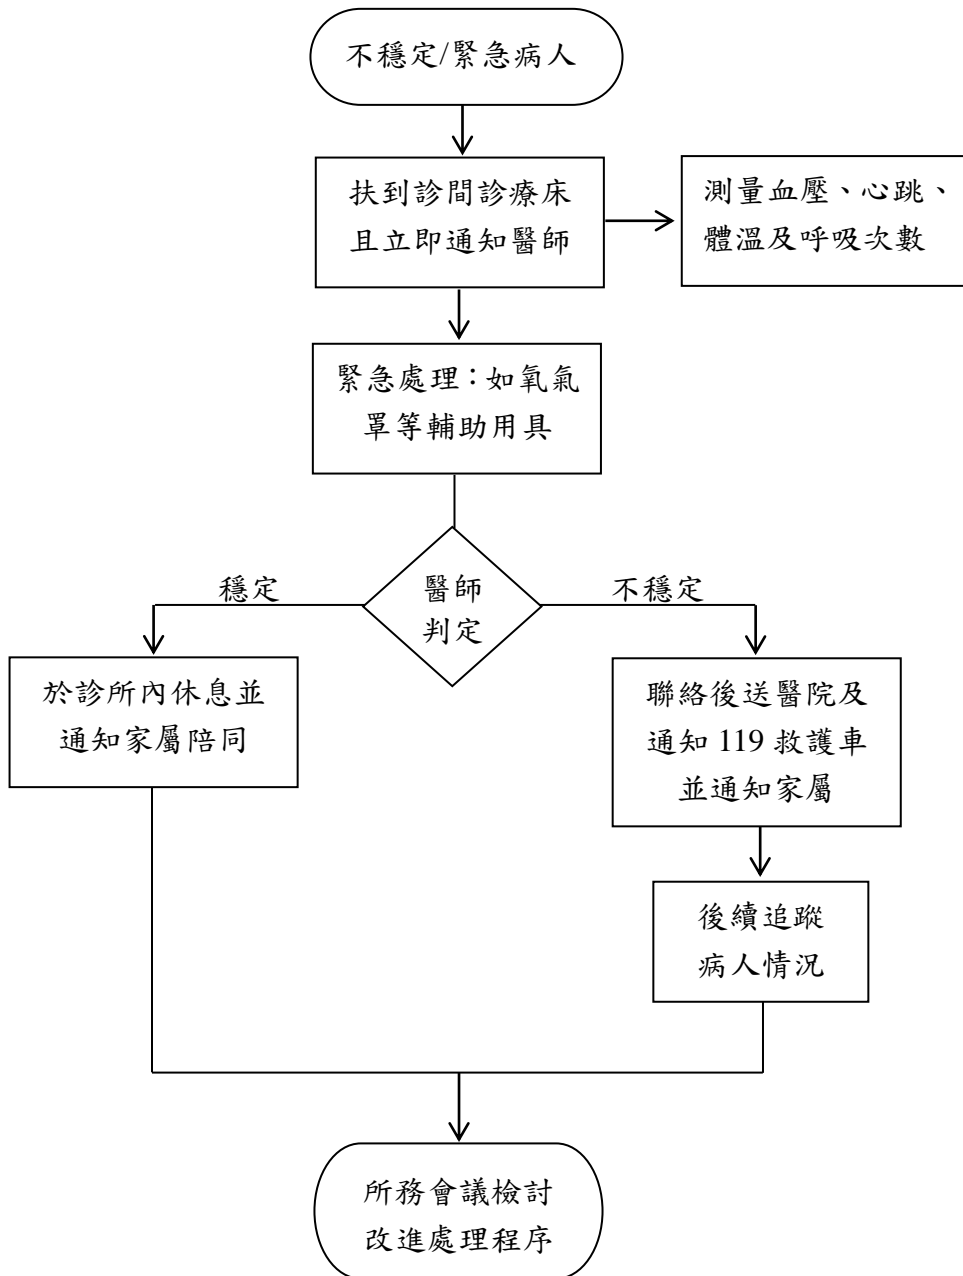 不穩定/緊急病人
扶到診間診療床
且立即通知醫師
測量血壓、心跳、
體溫及呼吸次數
緊急處理：如氧氣
罩等輔助用具
醫師
判定
穩定
不穩定
於診所內休息並
通知家屬陪同
聯絡後送醫院及
通知 119 救護車
並通知家屬
後續追蹤
病人情況
所務會議檢討
改進處理程序